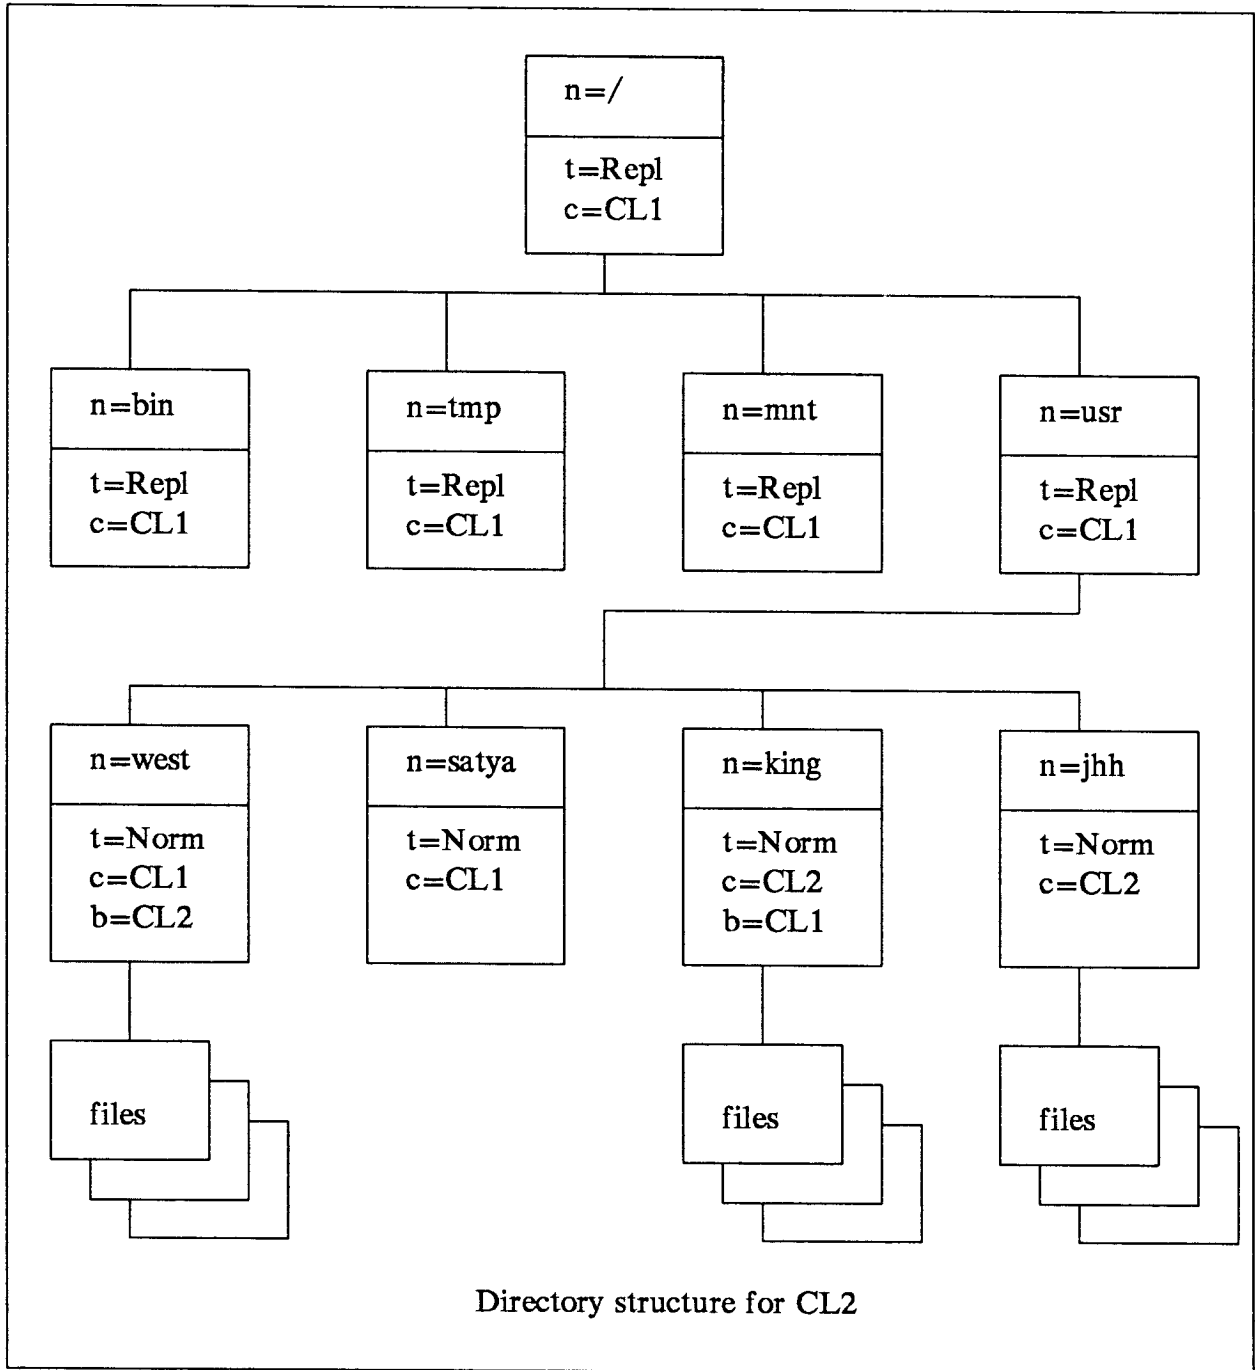 n=/
t=Repl
c=CL1
n=bin
t=Repl
c=CL1
n=tmp
t=Repl
c=CL1
n=mnt
t=Repl
c=CL1
n=usr
t=Repl
c=CL1
n=west
t=Norm
c=CL1
b=CL2
n=satya
t=Norm
c=CL1
n=king
t=Norm
c=CL2
b=CL1
n=jhh
t=Norm
c=CL2
files
files
files
Directory structure for CL2